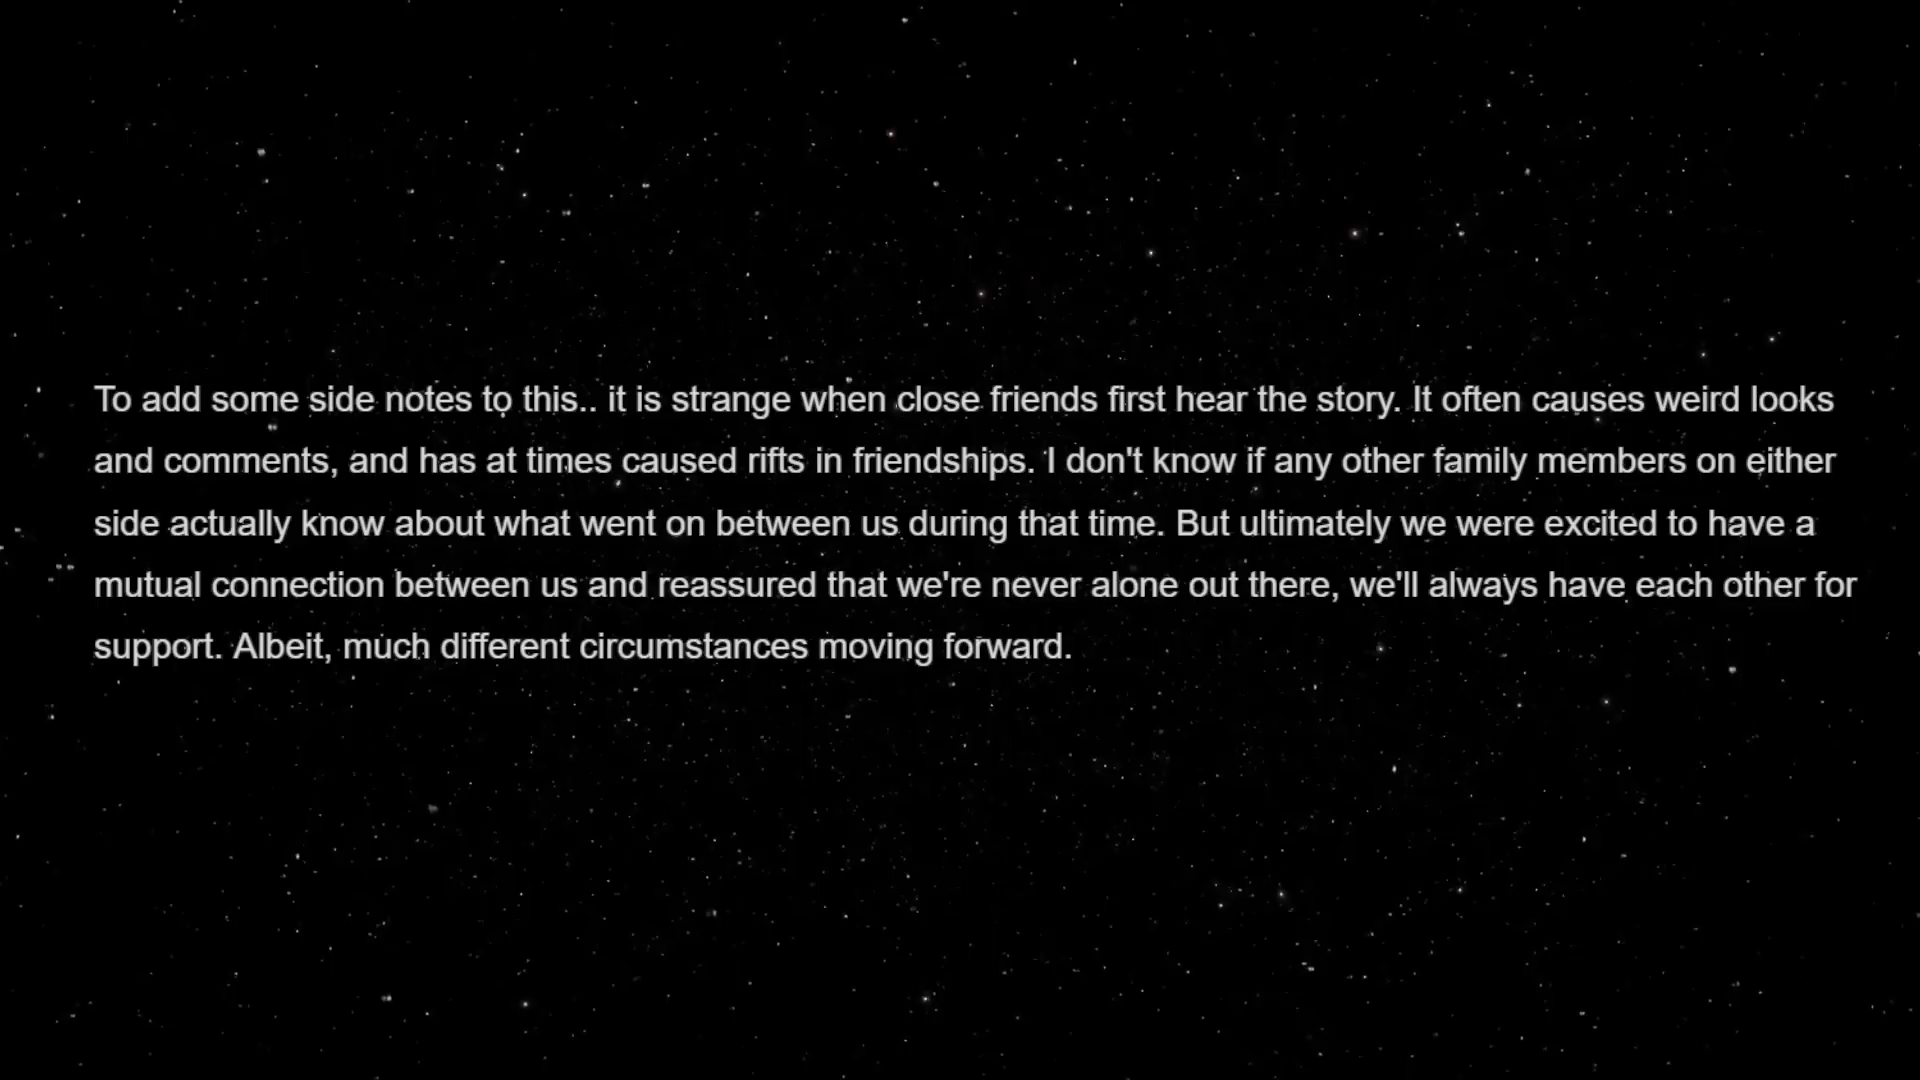 To add some side notes to this.. it is strange when close friends first hear the story. It often causes weird looks
and comments, and has at times caused rifts in friendships. I don't know if any other family members on either
side actually know about what went on between us during that time. But ultimately we were excited to have a
mutual connection between us and reassured that we're never alone out there, we'll always have each other for
support. Albeit, much different circumstances moving forward.